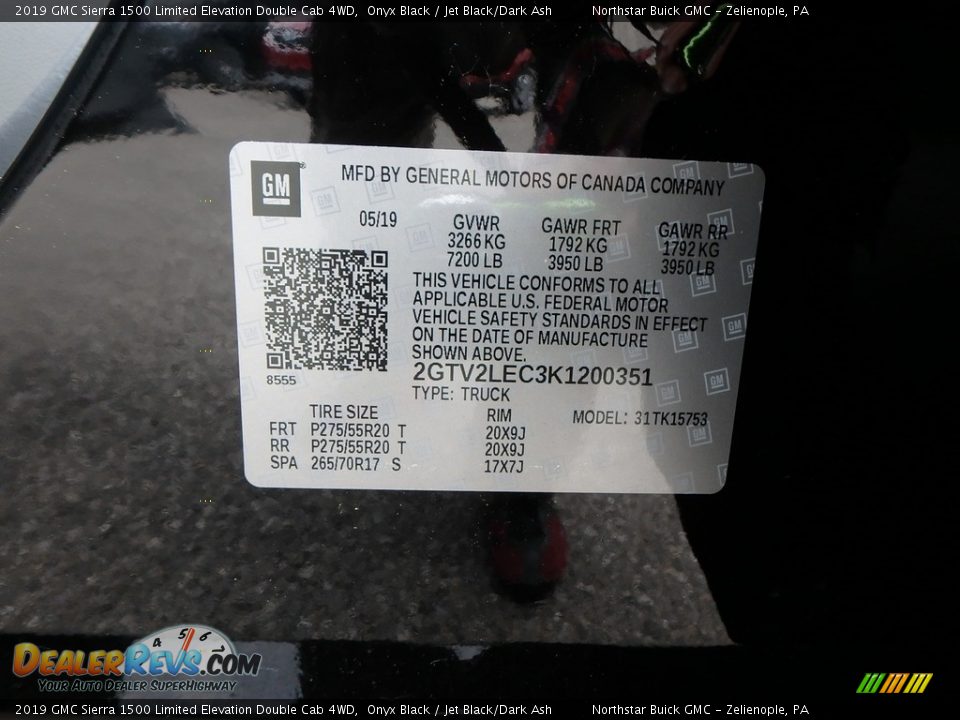 2019 GMC Sierra 1500 Limited Elevation Double Cab 4WD, Onyx Black / Jet Black/Dark Ash Northstar Buick GMC - Zelienople, PA
GM ® MFD BY GENERAL MOTORS OF CANADA COMPANY
05/19 GVWR GAWR FRT GAWR RR
3266 KG 1792 KG 1792 KG
7200 LB 3950 LB 3950 LB
THIS VEHICLE CONFORMS TO ALL
APPLICABLE U.S. FEDERAL MOTOR
VEHICLE SAFETY STANDARDS IN EFFECT
ON THE DATE OF MANUFACTURE
SHOWN ABOVE.
8555 2GTV2LEC3K1200351
TYPE: TRUCK
TIRE SIZE RIM MODEL: 31TK15753
FRT P275/55R20 T 20X9J
RR P275/55R20 T 20X9J
SPA 265/70R17 S 17X7J
4 5 6
DEALERREVS.COM
YOUR AUTO DEALER SUPERHIGHWAY
2019 GMC Sierra 1500 Limited Elevation Double Cab 4WD, Onyx Black / Jet Black/Dark Ash Northstar Buick GMC - Zelienople, PA